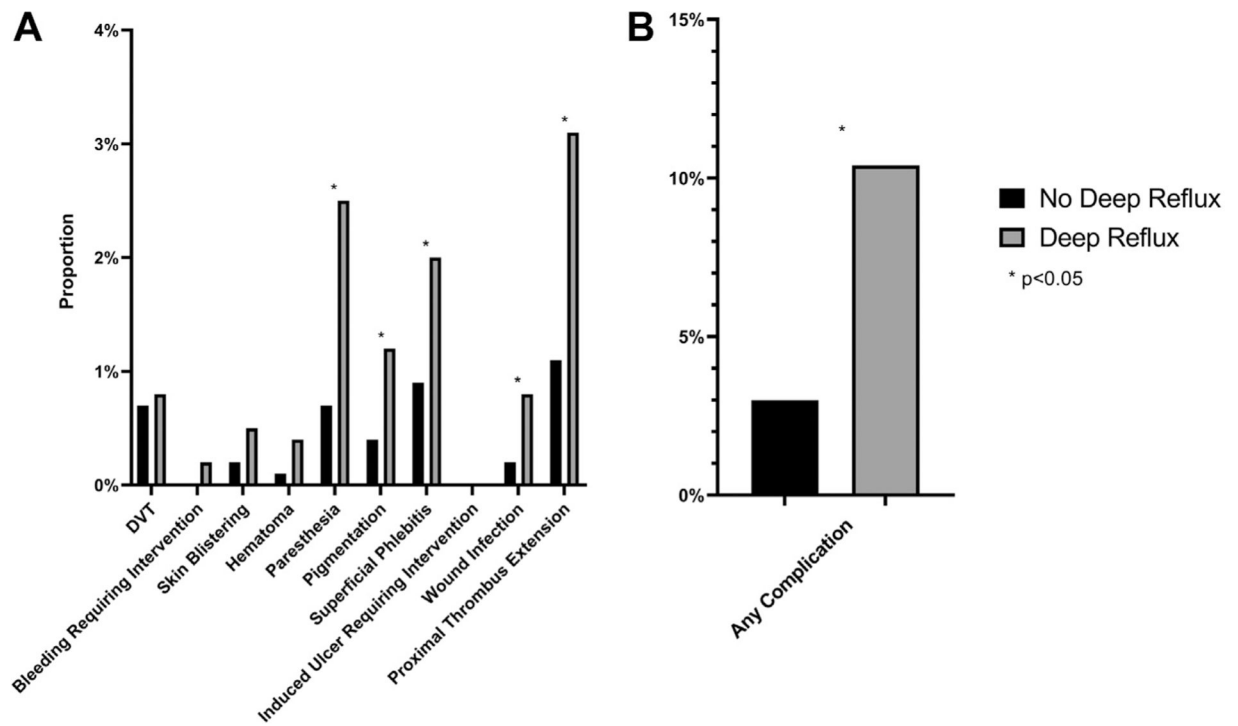 A
4%
3%
2%
1%
0%
Proportion
*
*
*
*
*
DVT
Bleeding Requiring Intervention
Skin Blistering
Hematoma
Paresthesia
Pigmentation
Superficial Phlebitis
Induced Ulcer Requiring Intervention
Wound Infection
Proximal Thrombus Extension
B
15%
10%
5%
0%
*
Any Complication
No Deep Reflux
Deep Reflux
* p<0.05